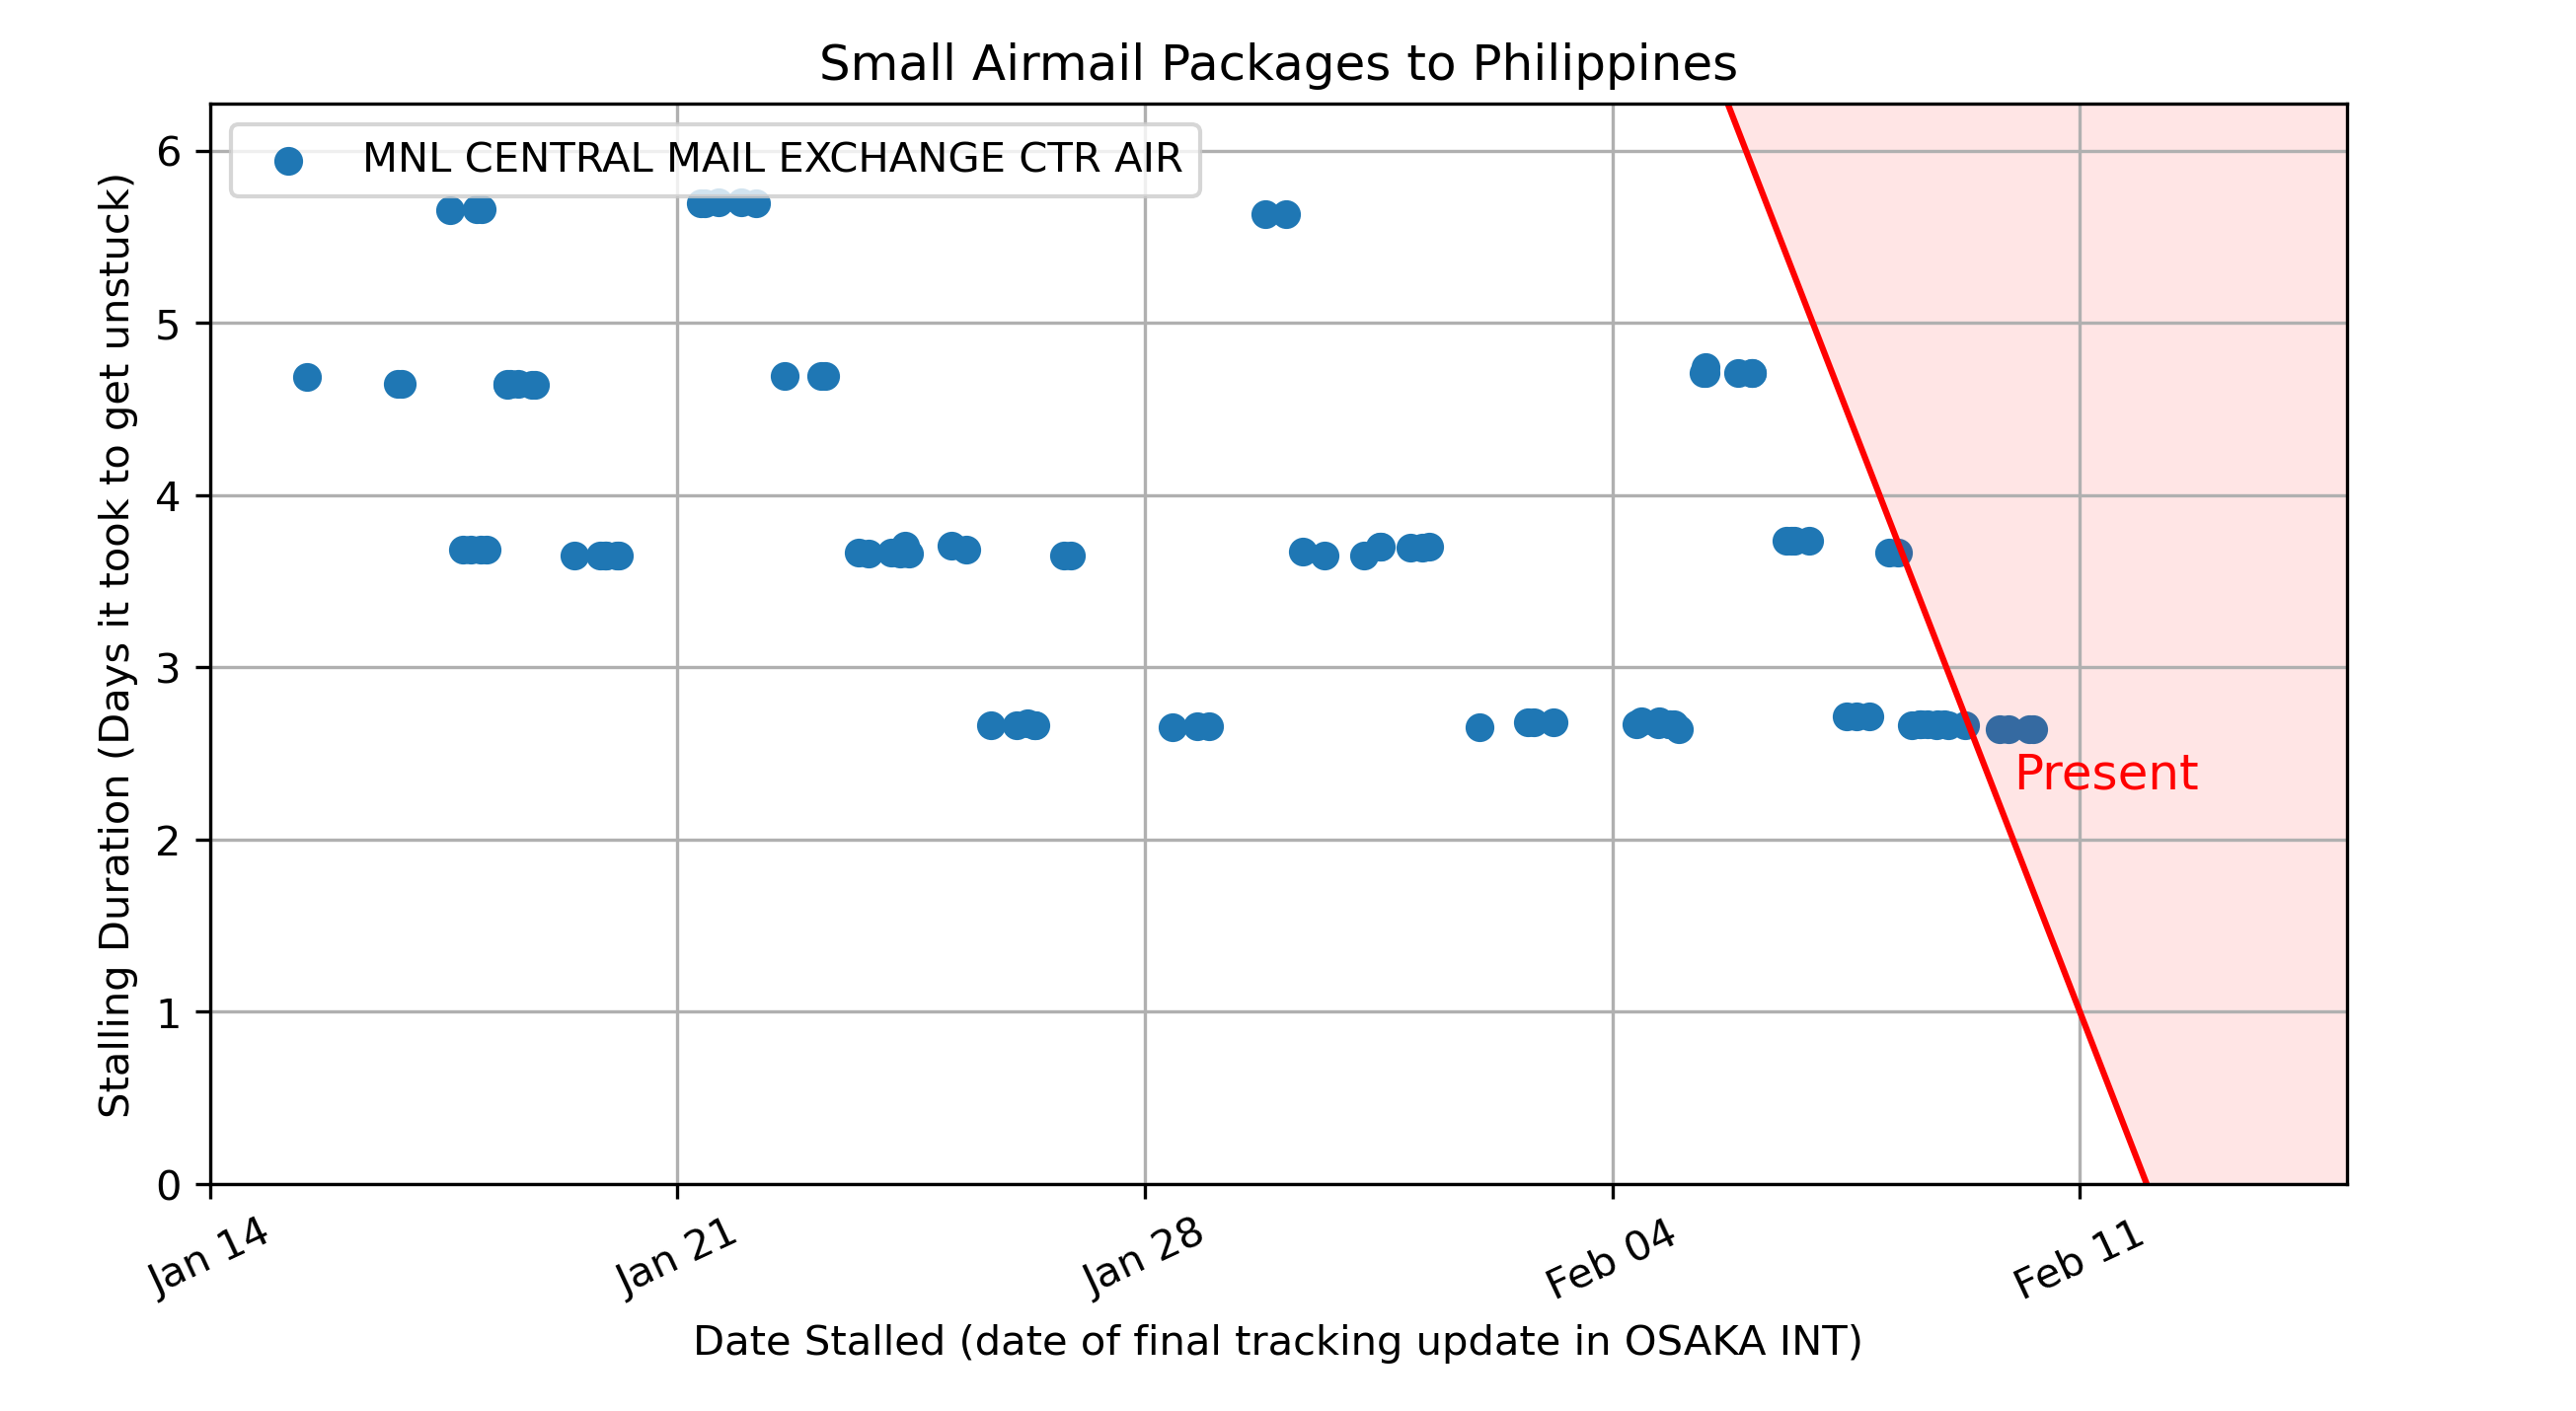 Small Airmail Packages to Philippines
MNL CENTRAL MAIL EXCHANGE CTR AIR
Stalling Duration (Days it took to get unstuck)
6
5
4
3
2
1
0
Present
Jan 14
Jan 21
Jan 28
Feb 04
Feb 11
Date Stalled (date of final tracking update in OSAKA INT)